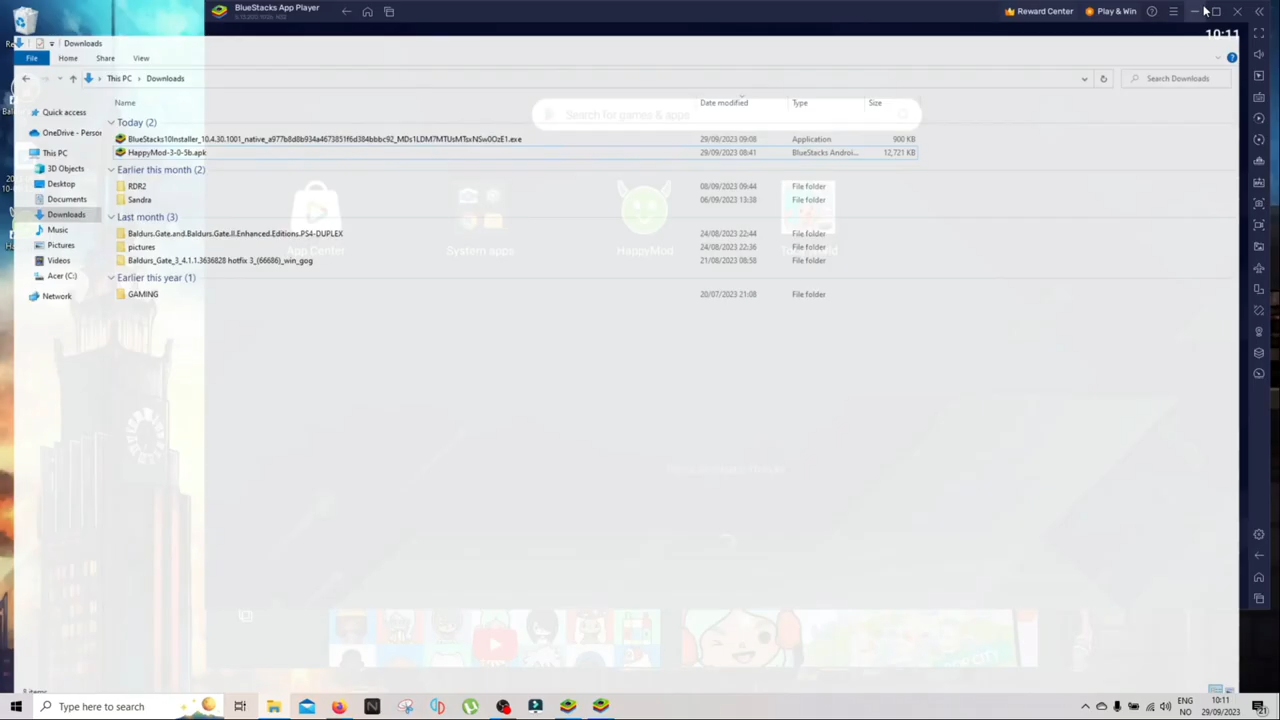 BlueStacks App Player
Reward Center
Play & Win
10:11
Downloads
File
Home
Share
View
This PC
Downloads
Search Downloads
Name
Date modified
Type
Size
Search for games & apps
Quick access
OneDrive - Person
This PC
3D Objects
Desktop
Documents
Downloads
Music
Pictures
Videos
Acer (C:)
Network
Today (2)
HappyMod-3-0-5b.apk
29/09/2023 09:08
Application
900 KB
29/09/2023 08:41
BlueStacks Androi...
12,721 KB
Earlier this month (2)
RDR2
08/09/2023 09:44
File folder
Sandra
06/09/2023 13:38
File folder
Last month (3)
Baldurs.Gate.and.Baldurs.Gate.II.Enhanced.Editions.PS4-DUPLEX
24/08/2023 22:44
File folder
pictures
24/08/2023 22:36
File folder
Baldurs_Gate_3_4.1.1.3636828 hotfix 3_(66686)_win_gog
21/08/2023 08:58
File folder
Earlier this year (1)
GAMING
20/07/2023 21:08
File folder
App Center
System apps
HappyMod
8 items
Type here to search
ENG
NO
10:11
29/09/2023
21